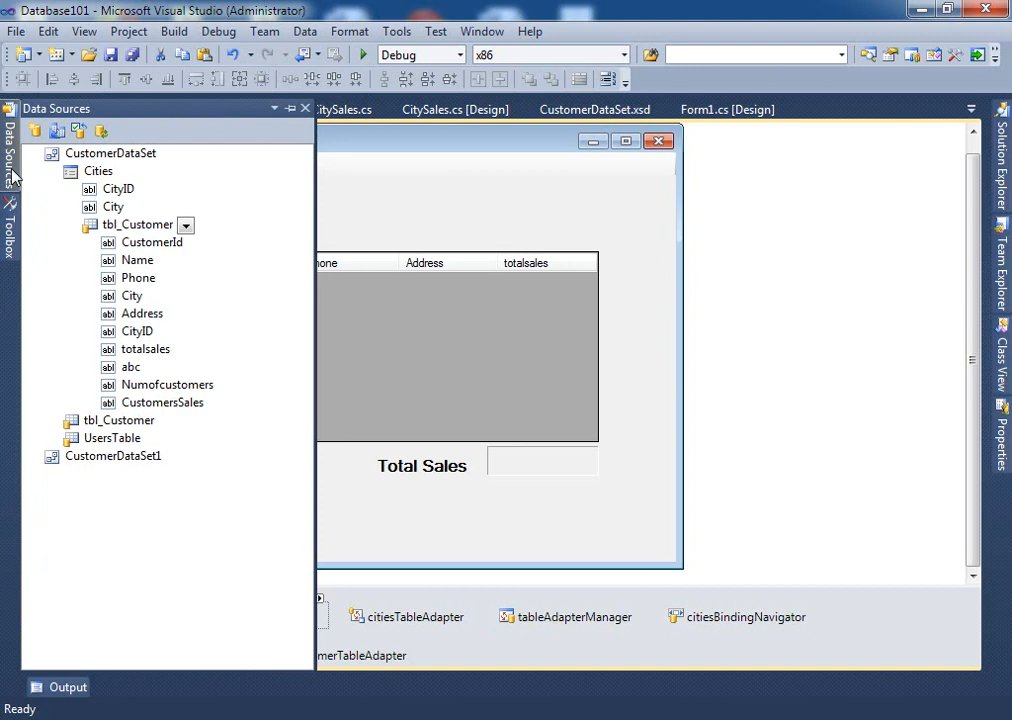 Database101 - Microsoft Visual Studio (Administrator)
File Edit View Project Build Debug Team Data Format Tools Test Window Help
Debug x86
Data Sources
CitySales.cs [Design] CustomerDataSet.xsd Form1.cs [Design]
itySales.cs
CustomerDataSet
Cities
CityID
City
tbl_Customer
CustomerId
Name
Phone
City
Address
CityID
totalsales
abc
Numofcustomers
CustomersSales
tbl_Customer
UsersTable
CustomerDataSet1
one Address totalsales
Total Sales
citiesTableAdapter tableAdapterManager citiesBindingNavigator
merTableAdapter
Data Sources
Toolbox
Solution Explorer
Team Explorer
Class View
Properties
Output
Ready